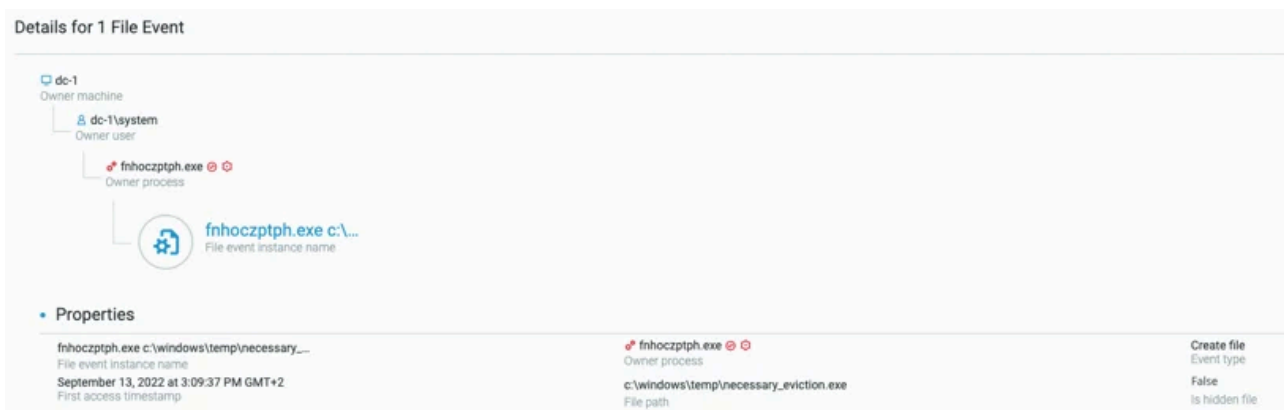 Details for 1 File Event
dc-1
Owner machine
dc-1\system
Owner user
fnhoczptph.exe
Owner process
fnhoczptph.exe c:\...
File event instance name
Properties
fnhoczptph.exe c:\windows\temp\necessary_...
File event instance name
September 13, 2022 at 3:09:37 PM GMT+2
First access timestamp
fnhoczptph.exe
Owner process
c:\windows\temp\necessary_eviction.exe
File path
Create file
Event type
False
Is hidden file